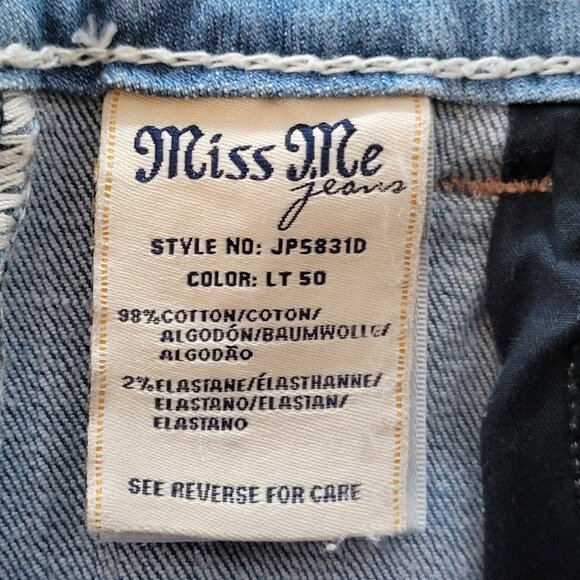 Miss Me
jeans
STYLE NO: JP5831D
COLOR: LT 50
98%COTTON/COTON/
ALGODÓN/BAUMWOLLE/
ALGODÃO
2%ELASTANE/ÉLASTHANNE/
ELASTANO/ELASTAN/
ELASTANO
SEE REVERSE FOR CARE